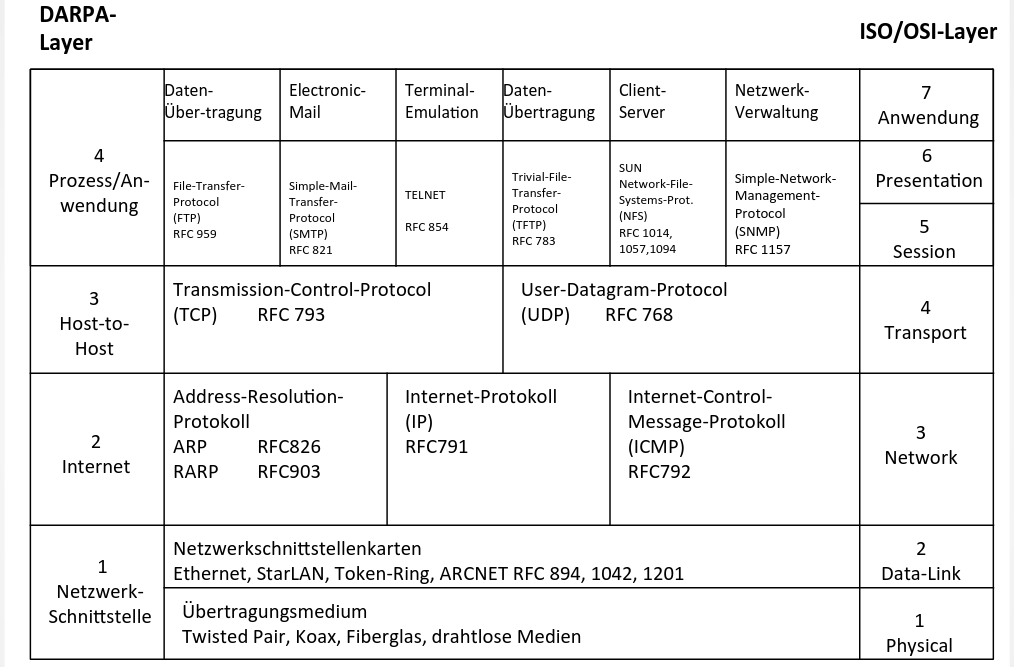 DARPA-
Layer
ISO/OSI-Layer
4
Prozess/An-
wendung
Daten-
Über-tragung
Electronic-
Mail
Terminal-
Emulation
Daten-
Übertragung
Client-
Server
Netzwerk-
Verwaltung
7
Anwendung
File-Transfer-
Protocol
(FTP)
RFC 959
Simple-Mail-
Transfer-
Protocol
(SMTP)
RFC 821
TELNET
RFC 854
Trivial-File-
Transfer-
Protocol
(TFTP)
RFC 783
SUN
Network-File-
Systems-Prot.
(NFS)
RFC 1014,
1057,1094
Simple-Network-
Management-
Protocol
(SNMP)
RFC 1157
6
Presentation
5
Session
3
Host-to-
Host
Transmission-Control-Protocol
(TCP) RFC 793
User-Datagram-Protocol
(UDP) RFC 768
4
Transport
2
Internet
Address-Resolution-
Protokoll
ARP RFC826
RARP RFC903
Internet-Protokoll
(IP)
RFC791
Internet-Control-
Message-Protokoll
(ICMP)
RFC792
3
Network
1
Netzwerk-
Schnittstelle
Netzwerkschnittstellenkarten
Ethernet, StarLAN, Token-Ring, ARCNET RFC 894, 1042, 1201
2
Data-Link
Übertragungsmedium
Twisted Pair, Koax, Fiberglas, drahtlose Medien
1
Physical